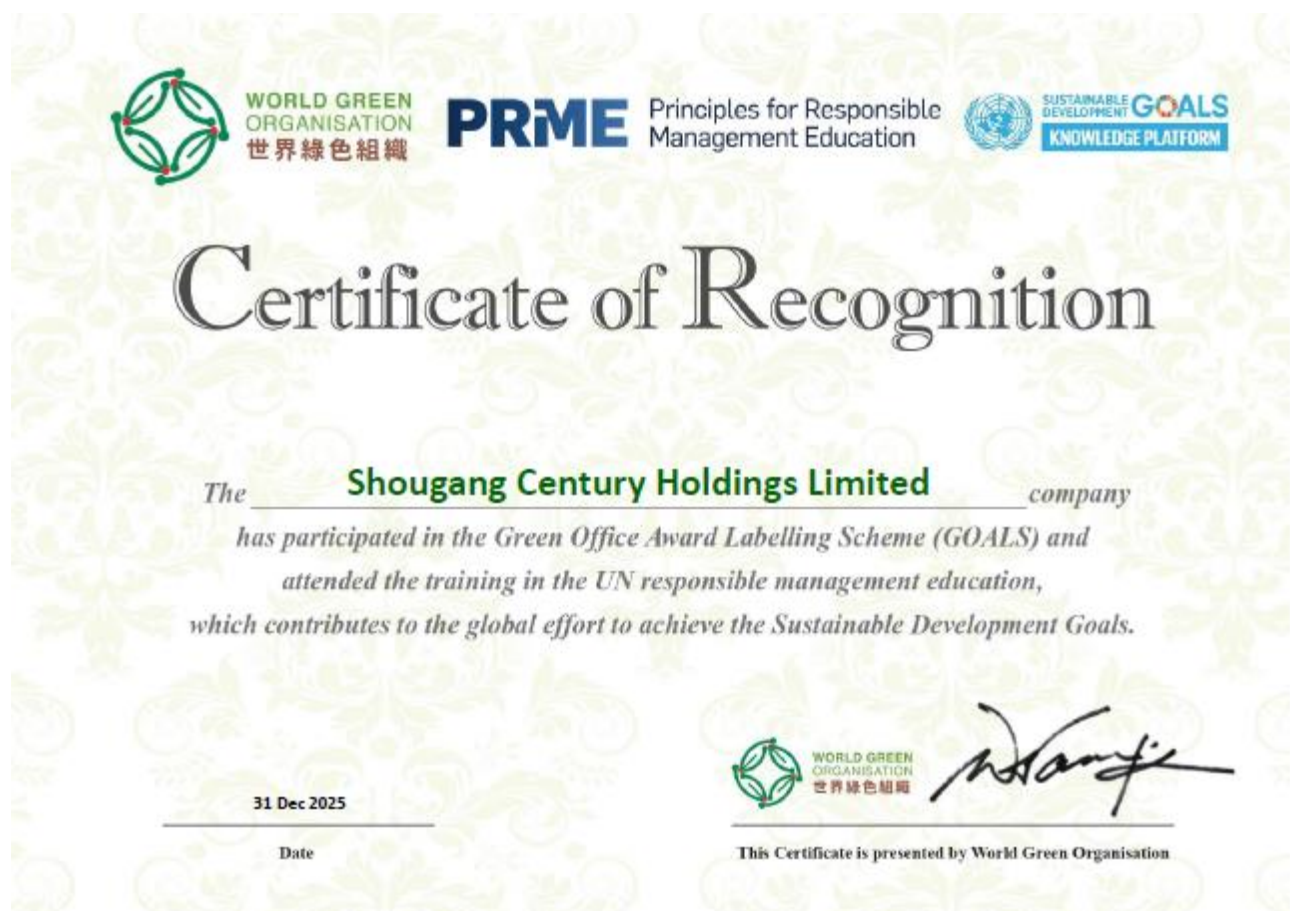 WORLD GREEN
ORGANISATION
世界綠色組織
PRME
Principles for Responsible
Management Education
SUSTAINABLE
DEVELOPMENT GOALS
KNOWLEDGE PLATFORM
Certificate of Recognition
The Shougang Century Holdings Limited company
has participated in the Green Office Award Labelling Scheme (GOALS) and
attended the training in the UN responsible management education,
which contributes to the global effort to achieve the Sustainable Development Goals.
WORLD GREEN
ORGANISATION
世界綠色組織
31 Dec 2025
Date
This Certificate is presented by World Green Organisation